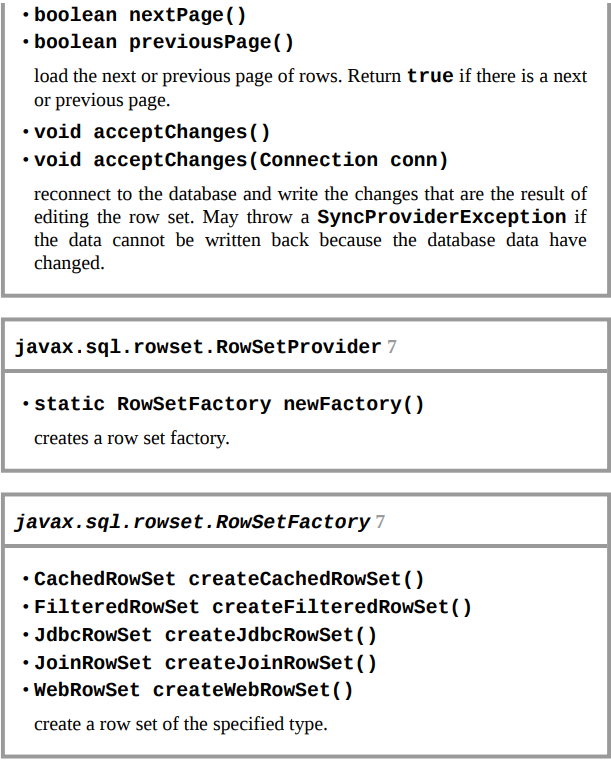 • boolean nextPage()
• boolean previousPage()
load the next or previous page of rows. Return true if there is a next
or previous page.
• void acceptChanges()
• void acceptChanges(Connection conn)
reconnect to the database and write the changes that are the result of
editing the row set. May throw a SyncProviderException if
the data cannot be written back because the database data have
changed.
javax.sql.rowset.RowSetProvider 7
• static RowSetFactory newFactory()
creates a row set factory.
javax.sql.rowset.RowSetFactory 7
• CachedRowSet createCachedRowSet()
• FilteredRowSet createFilteredRowSet()
• JdbcRowSet createJdbcRowSet()
• JoinRowSet createJoinRowSet()
• WebRowSet createWebRowSet()
create a row set of the specified type.